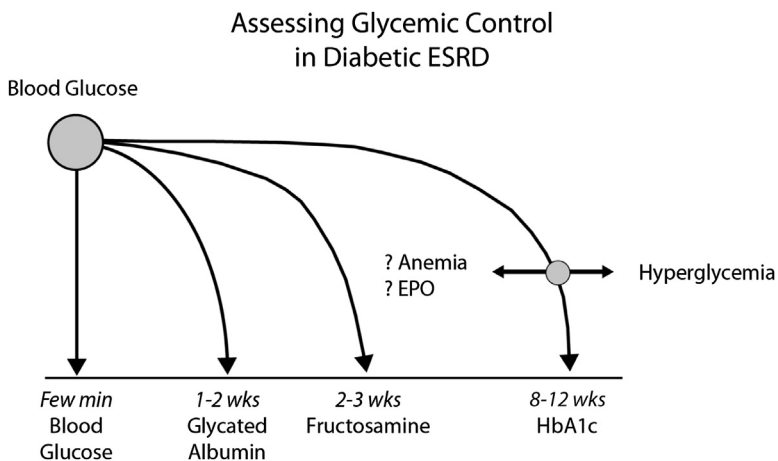 Assessing Glycemic Control
in Diabetic ESRD
Blood Glucose
? Anemia
? EPO
Hyperglycemia
Few min
Blood
Glucose
1-2 wks
Glycated
Albumin
2-3 wks
Fructosamine
8-12 wks
HbA1c